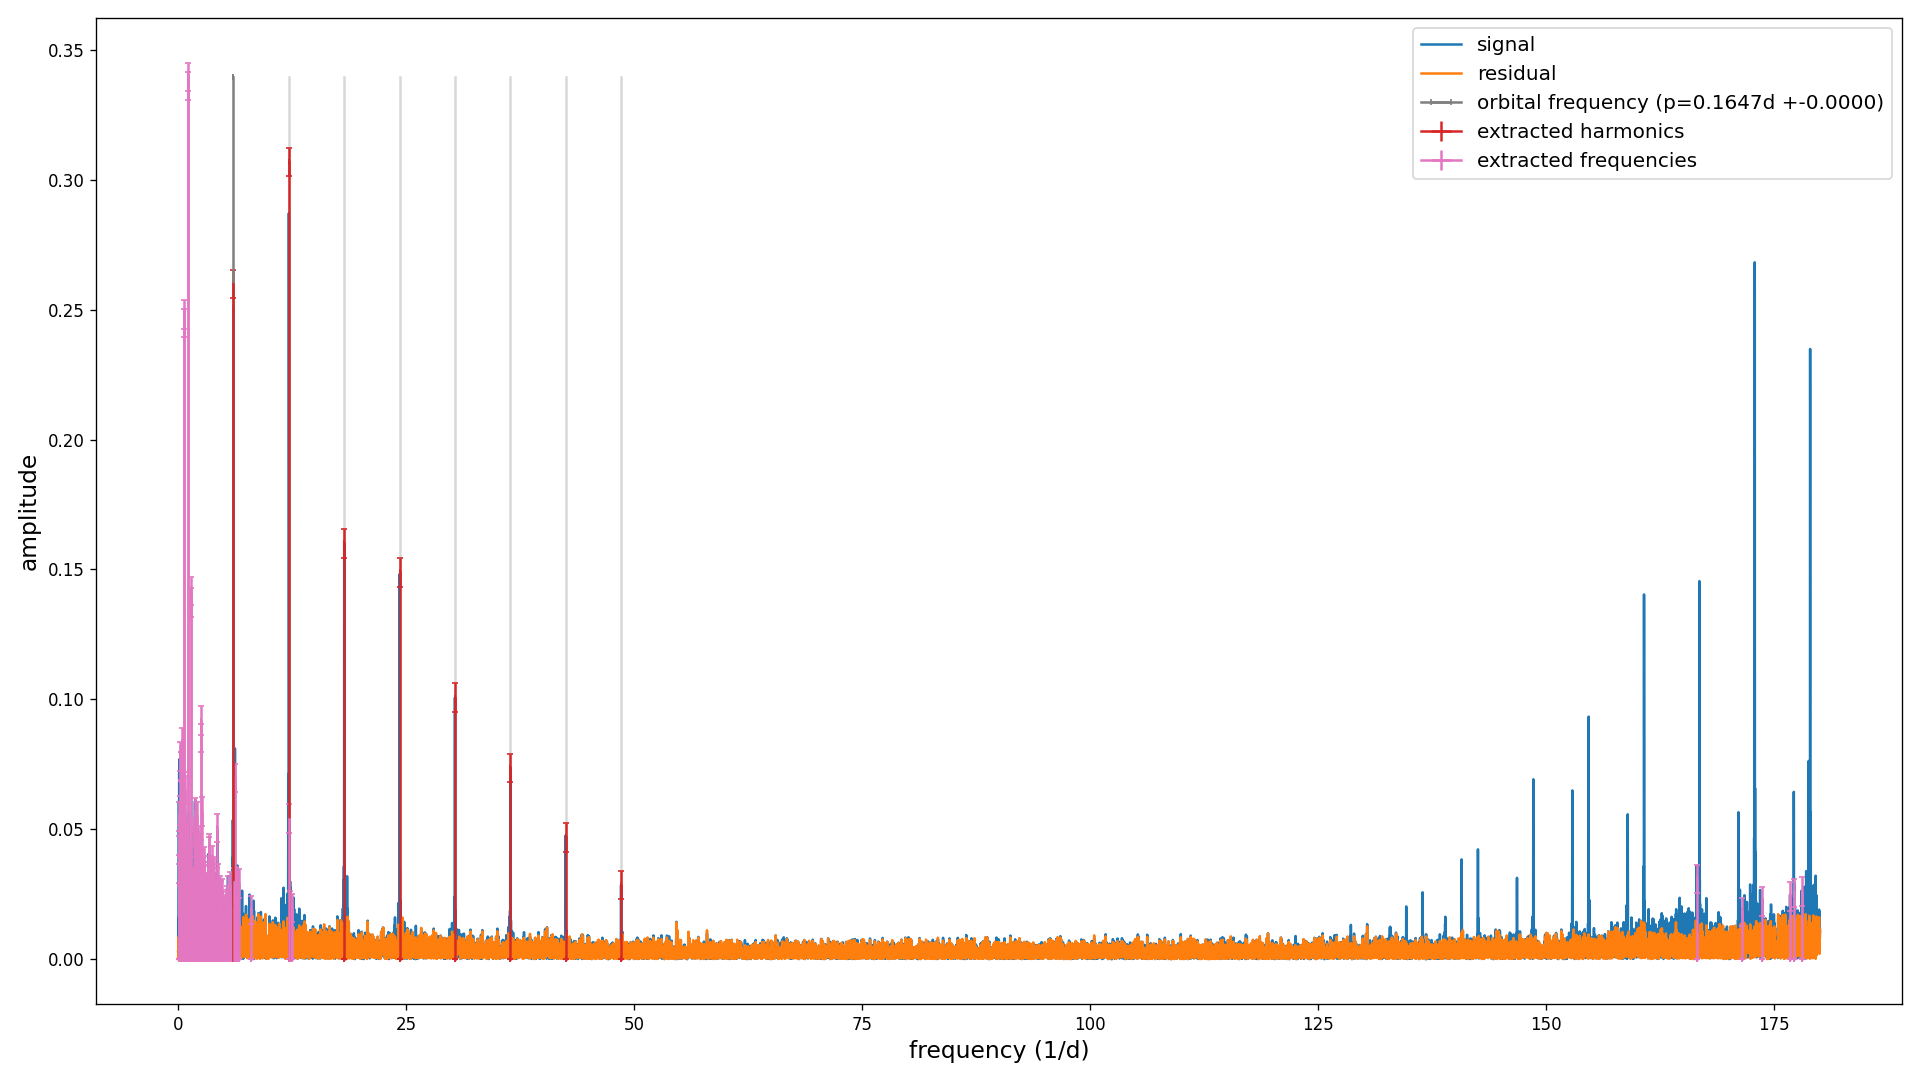 0.35
0.30
0.25
0.20
0.15
0.10
0.05
0.00
amplitude
0
25
50
75
100
125
150
175
frequency (1/d)
signal
residual
orbital frequency (p=0.1647d +-0.0000)
extracted harmonics
extracted frequencies